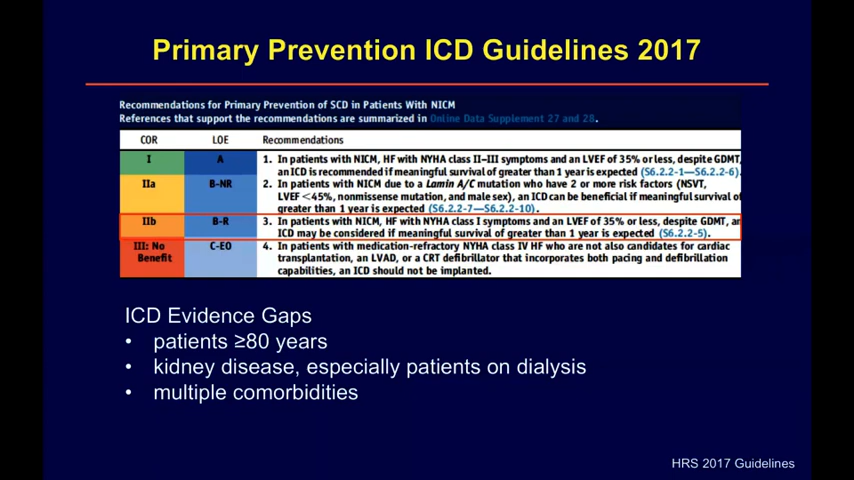 Primary Prevention ICD Guidelines 2017
Recommendations for Primary Prevention of SCD in Patients With NICM
References that support the recommendations are summarized in Online Data Supplement 27 and 28.
COR LOE Recommendations
I A 1. In patients with NICM, HF with NYHA class II–III symptoms and an LVEF of 35% or less, despite GDMT,
an ICD is recommended if meaningful survival of greater than 1 year is expected (S6.2.2-1—S6.2.2-6)
IIa B-NR 2. In patients with NICM due to a Lamin A/C mutation who have 2 or more risk factors (NSVT,
LVEF <45%, nonmissense mutation, and male sex), an ICD can be beneficial if meaningful survival of
greater than 1 year is expected (S6.2.2-7—S6.2.2-10).
IIb B-R 3. In patients with NICM, HF with NYHA class I symptoms and an LVEF of 35% or less, despite GDMT, an
ICD may be considered if meaningful survival of greater than 1 year is expected (S6.2.2-5).
III: No Benefit C-EO 4. In patients with medication-refractory NYHA class IV HF who are not also candidates for cardiac
transplantation, an LVAD, or a CRT defibrillator that incorporates both pacing and defibrillation
capabilities, an ICD should not be implanted.
ICD Evidence Gaps
• patients ≥80 years
• kidney disease, especially patients on dialysis
• multiple comorbidities
HRS 2017 Guidelines